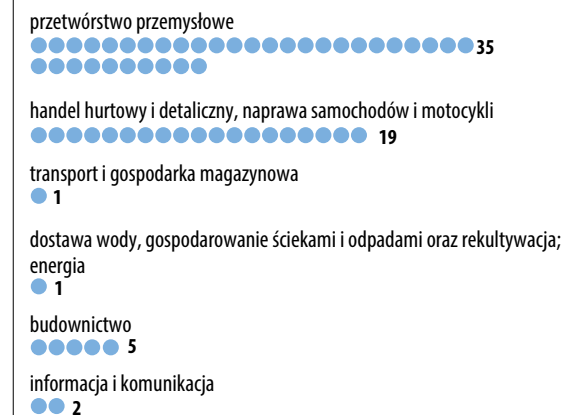 przetwórstwo przemysłowe
35
handel hurtowy i detaliczny, naprawa samochodów i motocykli
19
transport i gospodarka magazynowa
1
dostawa wody, gospodarowanie ściekami i odpadami oraz rekultywacja;
energia
1
budownictwo
5
informacja i komunikacja
2